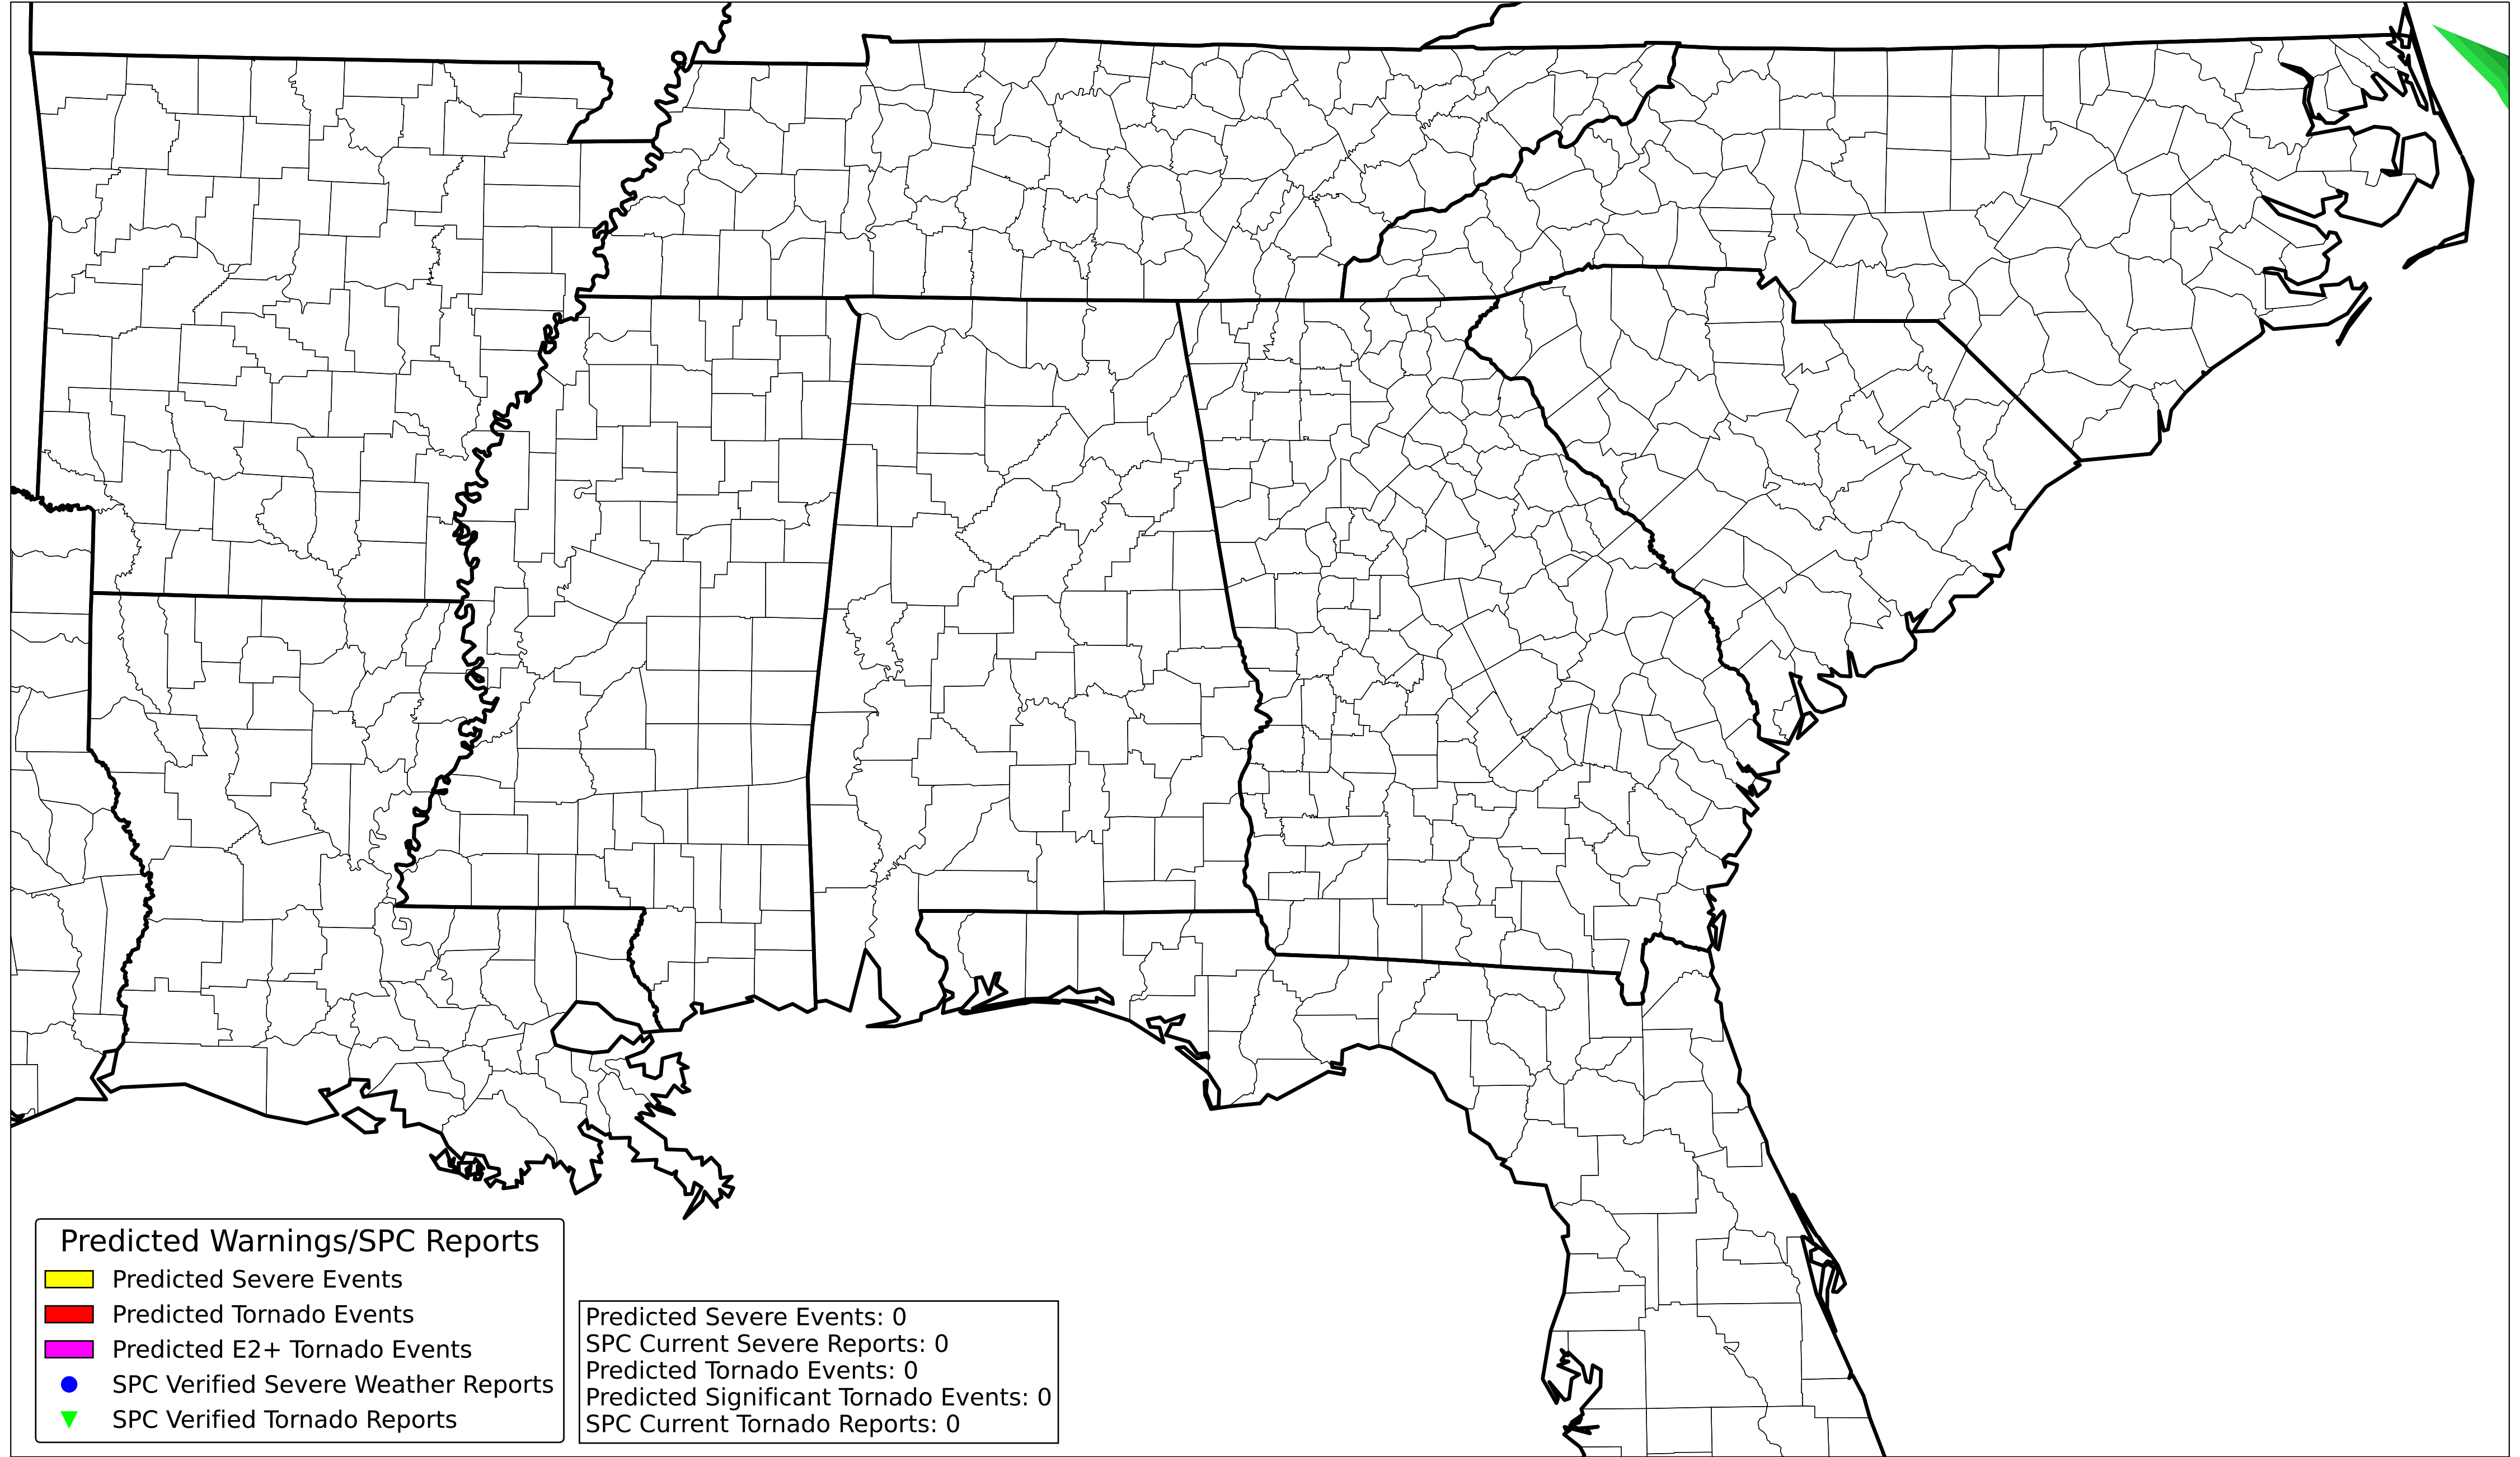 Predicted Warnings/SPC Reports
Predicted Severe Events
Predicted Tornado Events
Predicted E2+ Tornado Events
SPC Verified Severe Weather Reports
SPC Verified Tornado Reports
Predicted Severe Events: 0
SPC Current Severe Reports: 0
Predicted Tornado Events: 0
Predicted Significant Tornado Events: 0
SPC Current Tornado Reports: 0